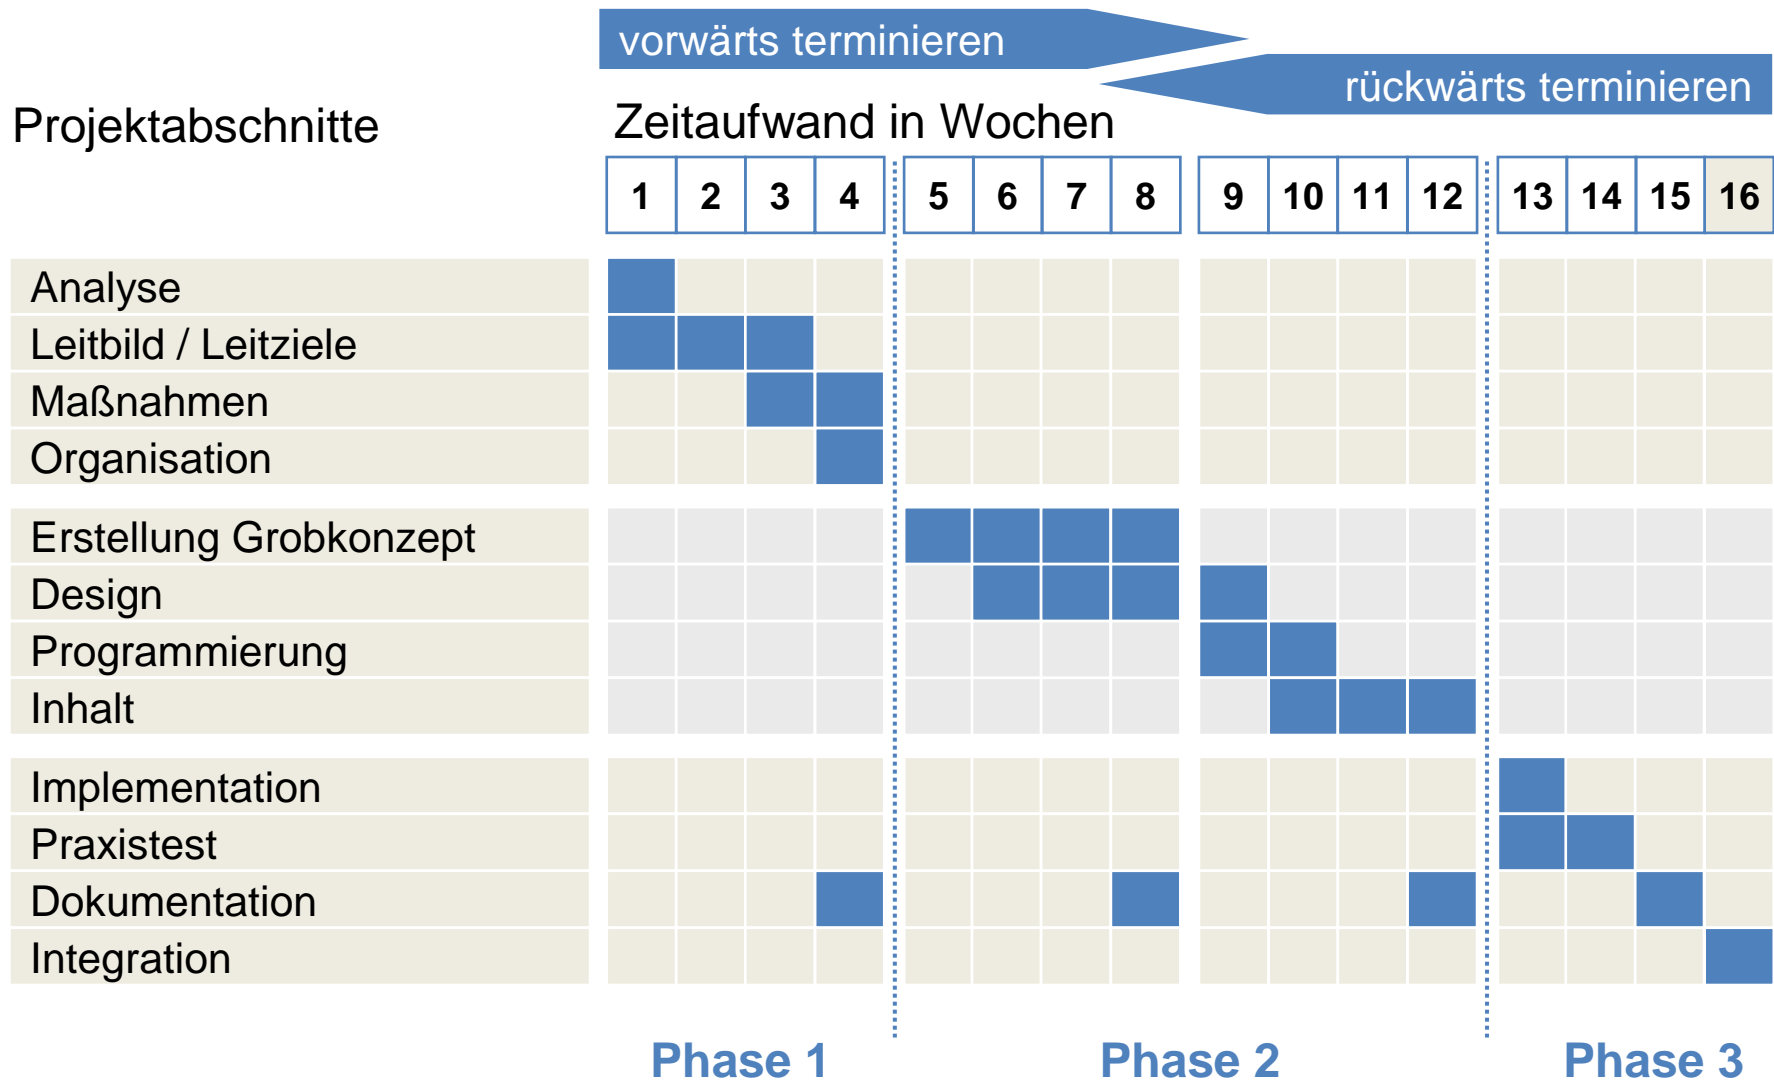 vorwärts terminieren
rückwärts terminieren
Projektabschnitte
Zeitaufwand in Wochen
1 2 3 4 5 6 7 8 9 10 11 12 13 14 15 16
Analyse
Leitbild / Leitziele
Maßnahmen
Organisation
Erstellung Grobkonzept
Design
Programmierung
Inhalt
Implementation
Praxistest
Dokumentation
Integration
Phase 1 Phase 2 Phase 3